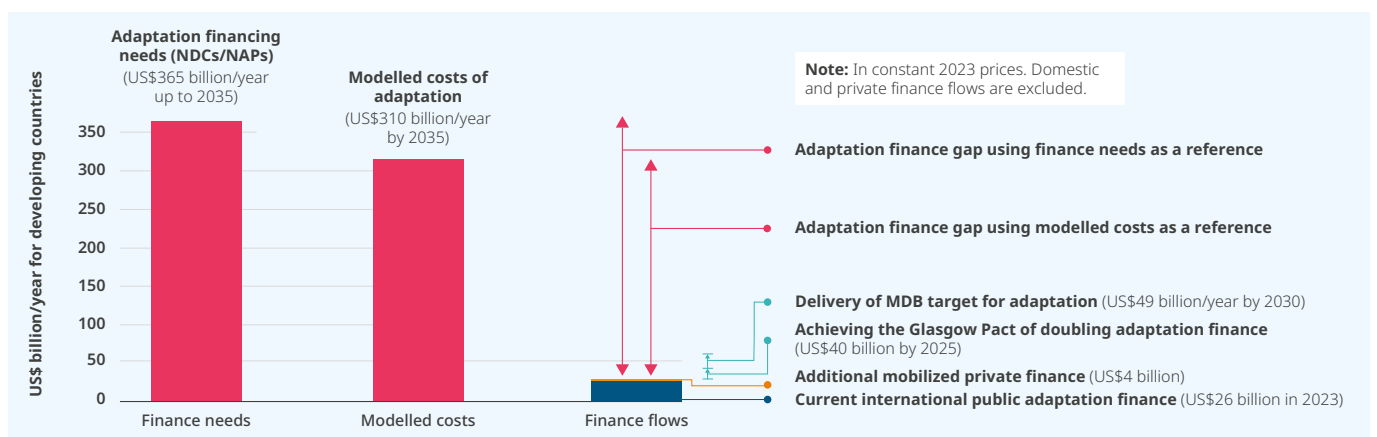 Adaptation financing
needs (NDCs/NAPs)
(US$365 billion/year
up to 2035)
Modelled costs of
adaptation
(US$310 billion/year
by 2035)
Note: In constant 2023 prices. Domestic
and private finance flows are excluded.
US$ billion/year for developing countries
350
300
250
200
150
100
50
0
Finance needs
Modelled costs
Finance flows
Adaptation finance gap using finance needs as a reference
Adaptation finance gap using modelled costs as a reference
Delivery of MDB target for adaptation (US$49 billion/year by 2030)
Achieving the Glasgow Pact of doubling adaptation finance
(US$40 billion by 2025)
Additional mobilized private finance (US$4 billion)
Current international public adaptation finance (US$26 billion in 2023)